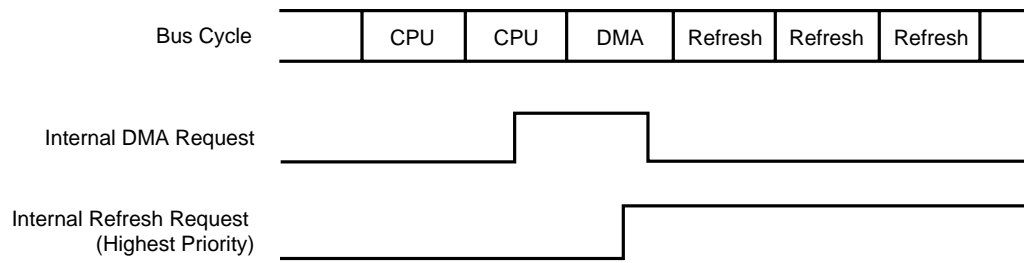 Bus Cycle CPU CPU DMA Refresh Refresh Refresh
Internal DMA Request
Internal Refresh Request
(Highest Priority)